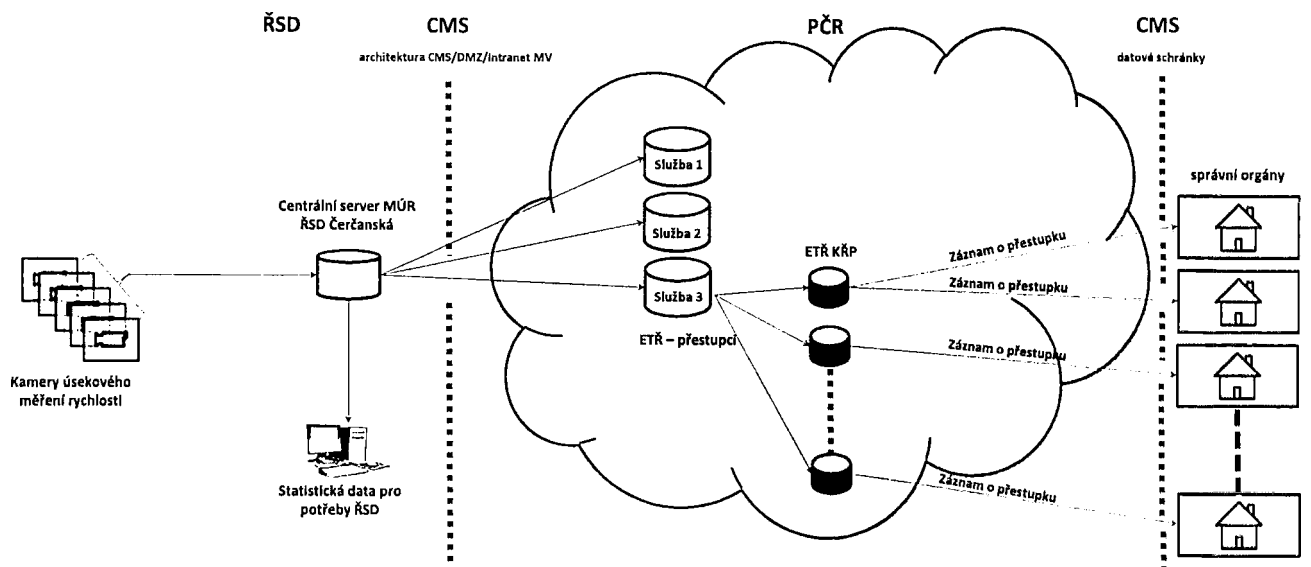 ŘSD
CMS
PČR
CMS
architektura CMS/DMZ/Intranet MV
datové schránky
Služba 1
Služba 2
Služba 3
ETŘ – přestupci
Centrální server MÚR
ŘSD Čerčanská
Kamery úsekového
měření rychlosti
Statistická data pro
potřeby ŘSD
ETŘ KŘP
Záznam o přestupku
Záznam o přestupku
Záznam o přestupku
Záznam o přestupku
správní orgány